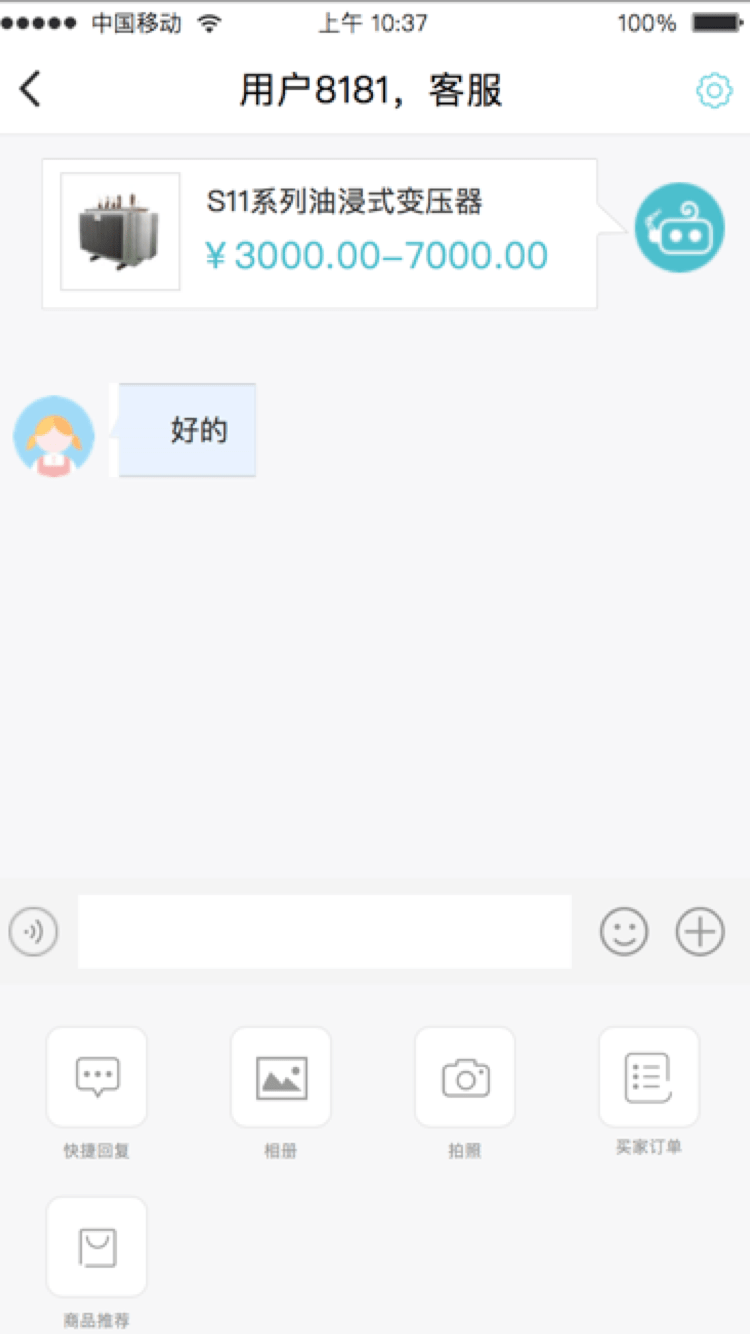 中国移动 上午 10:37 100%
用户8181，客服
S11系列油浸式变压器
¥3000.00-7000.00
好的
快捷回复 相册 拍照 买家订单
商品推荐